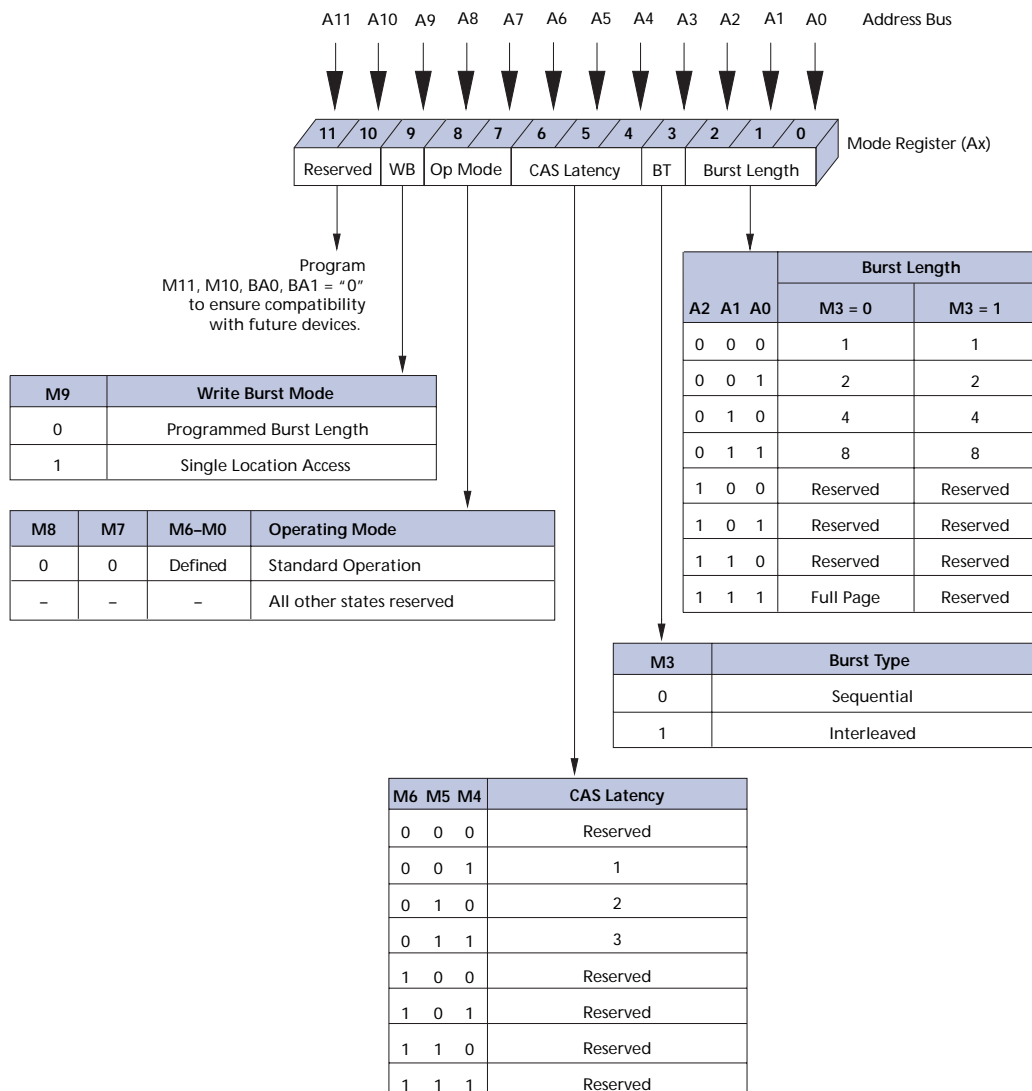 A11 A10 A9 A8 A7 A6 A5 A4 A3 A2 A1 A0 Address Bus
11 10 9 8 7 6 5 4 3 2 1 0
Mode Register (Ax)
Reserved WB Op Mode CAS Latency BT Burst Length
Program
M11, M10, BA0, BA1 = “0”
to ensure compatibility
with future devices.
Burst Length
A2 A1 A0 M3 = 0 M3 = 1
0 0 0 1 1
0 0 1 2 2
0 1 0 4 4
0 1 1 8 8
1 0 0 Reserved Reserved
1 0 1 Reserved Reserved
1 1 0 Reserved Reserved
1 1 1 Full Page Reserved
M9 Write Burst Mode
0 Programmed Burst Length
1 Single Location Access
M8 M7 M6–M0 Operating Mode
0 0 Defined Standard Operation
– – – All other states reserved
M3 Burst Type
0 Sequential
1 Interleaved
M6 M5 M4 CAS Latency
0 0 0 Reserved
0 0 1 1
0 1 0 2
0 1 1 3
1 0 0 Reserved
1 0 1 Reserved
1 1 0 Reserved
1 1 1 Reserved